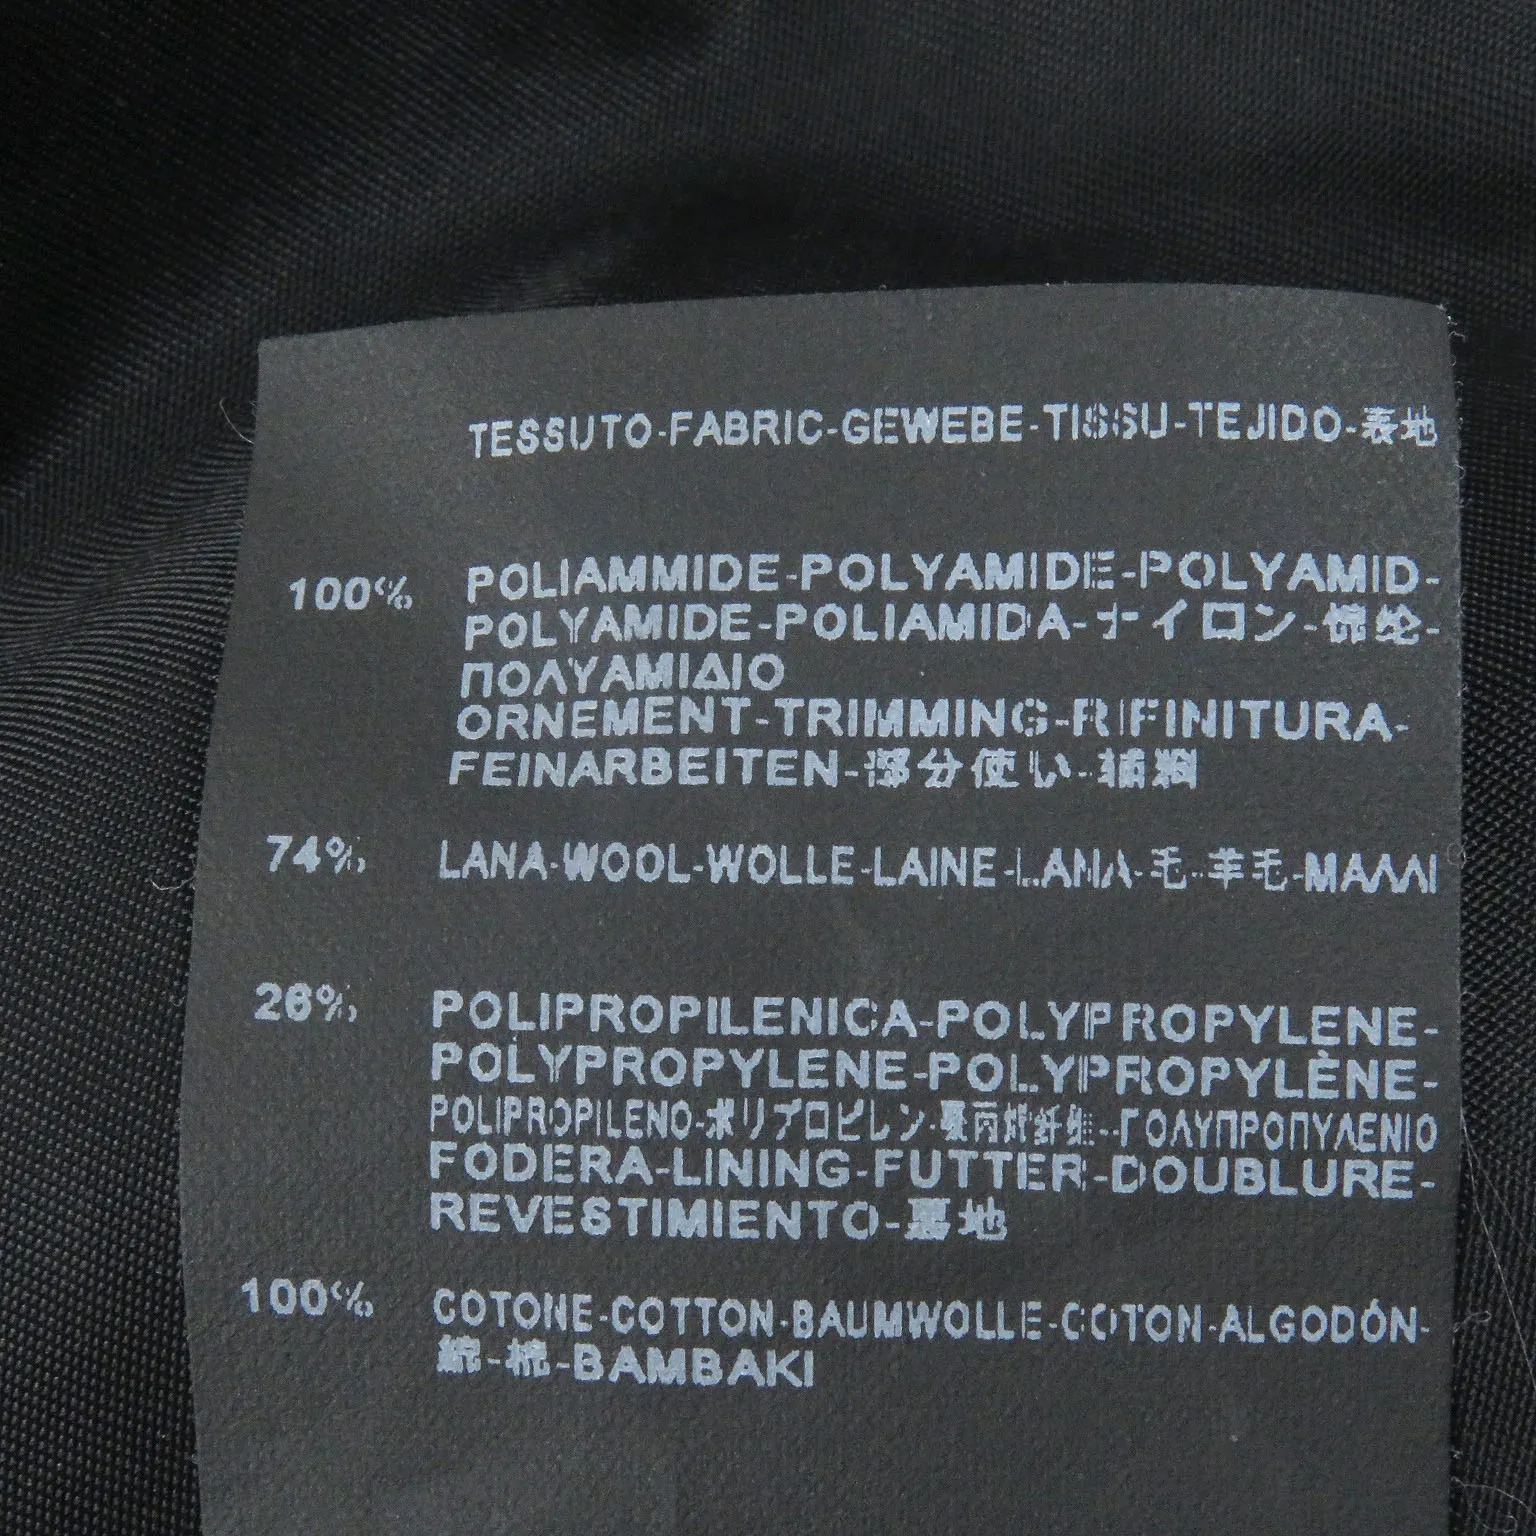 TESSUTO-FABRIC-GEWEBE-TISSU-TEJIDO-表地
100% POLIAMMIDE-POLYAMIDE-POLYAMID-
POLYAMIDE-POLIAMIDA-ナイロン-锦纶-
ΠΟΛΥΑΜΙΔΙΟ
ORNEMENT-TRIMMING-RIFINITURA-
FEINARBEITEN-部分使い-辅料
74% LANA-WOOL-WOLLE-LAINE-LANA-毛-羊毛-ΜΑΛΛΙ
26% POLIPROPILENICA-POLYPROPYLENE-
POLYPROPYLENE-POLYPROPYLÈNE-
POLIPROPILENO-ポリプロピレン-聚丙烯纤维-ΠΟΛΥΠΡΟΠΥΛΕΝΙΟ
FODERA-LINING-FUTTER-DOUBLURE-
REVESTIMIENTO-裏地
100% COTONE-COTTON-BAUMWOLLE-COTON-ALGODÓN-
綿-棉-BAMBAKI